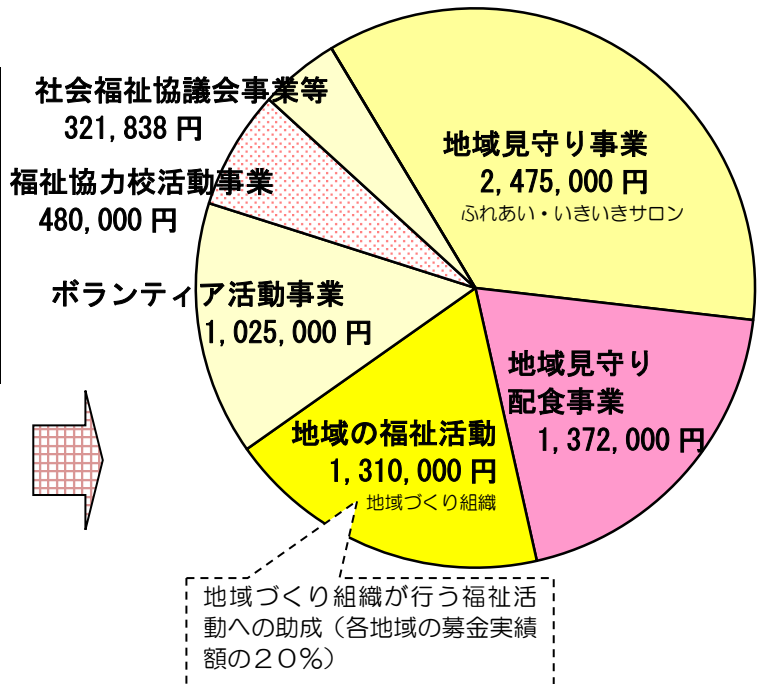 社会福祉協議会事業等
321,838 円
福祉協力校活動事業
480,000 円
ボランティア活動事業
1,025,000 円
地域見守り事業
2,475,000 円
ふれあい・いきいきサロン
地域見守り
配食事業
1,372,000 円
地域の福祉活動
1,310,000 円
地域づくり組織
地域づくり組織が行う福祉活
動への助成（各地域の募金実績
額の２０％）